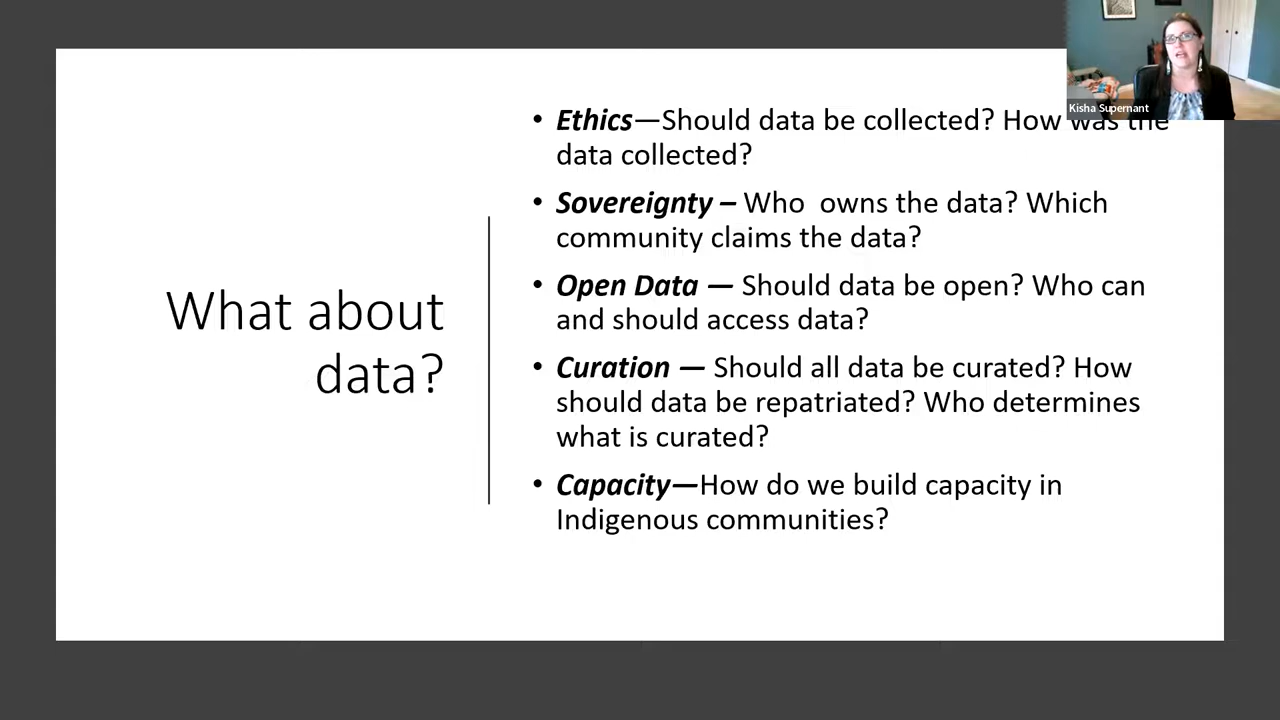 Kisha Supernant
What about
data?
• Ethics—Should data be collected? How was the
data collected?
• Sovereignty – Who  owns the data? Which
community claims the data?
• Open Data — Should data be open? Who can
and should access data?
• Curation — Should all data be curated? How
should data be repatriated? Who determines
what is curated?
• Capacity—How do we build capacity in
Indigenous communities?